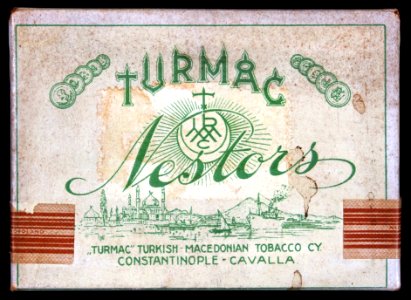 TURMAC
Nestors
„TURMAC" TURKISH-MACEDONIAN TOBACCO CY
CONSTANTINOPLE - CAVALLA